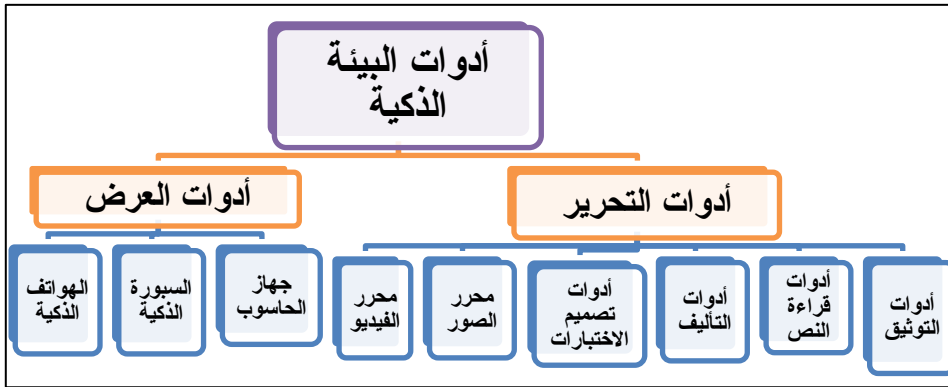 أدوات البيئة
الذكية
أدوات التحرير
أدوات العرض
أدوات
التوثيق
أدوات
قراءة
النص
أدوات
التأليف
أدوات
تصميم
الاختبارات
محرر
الصور
محرر
الفيديو
جهاز
الحاسوب
السبورة
الذكية
الهواتف
الذكية